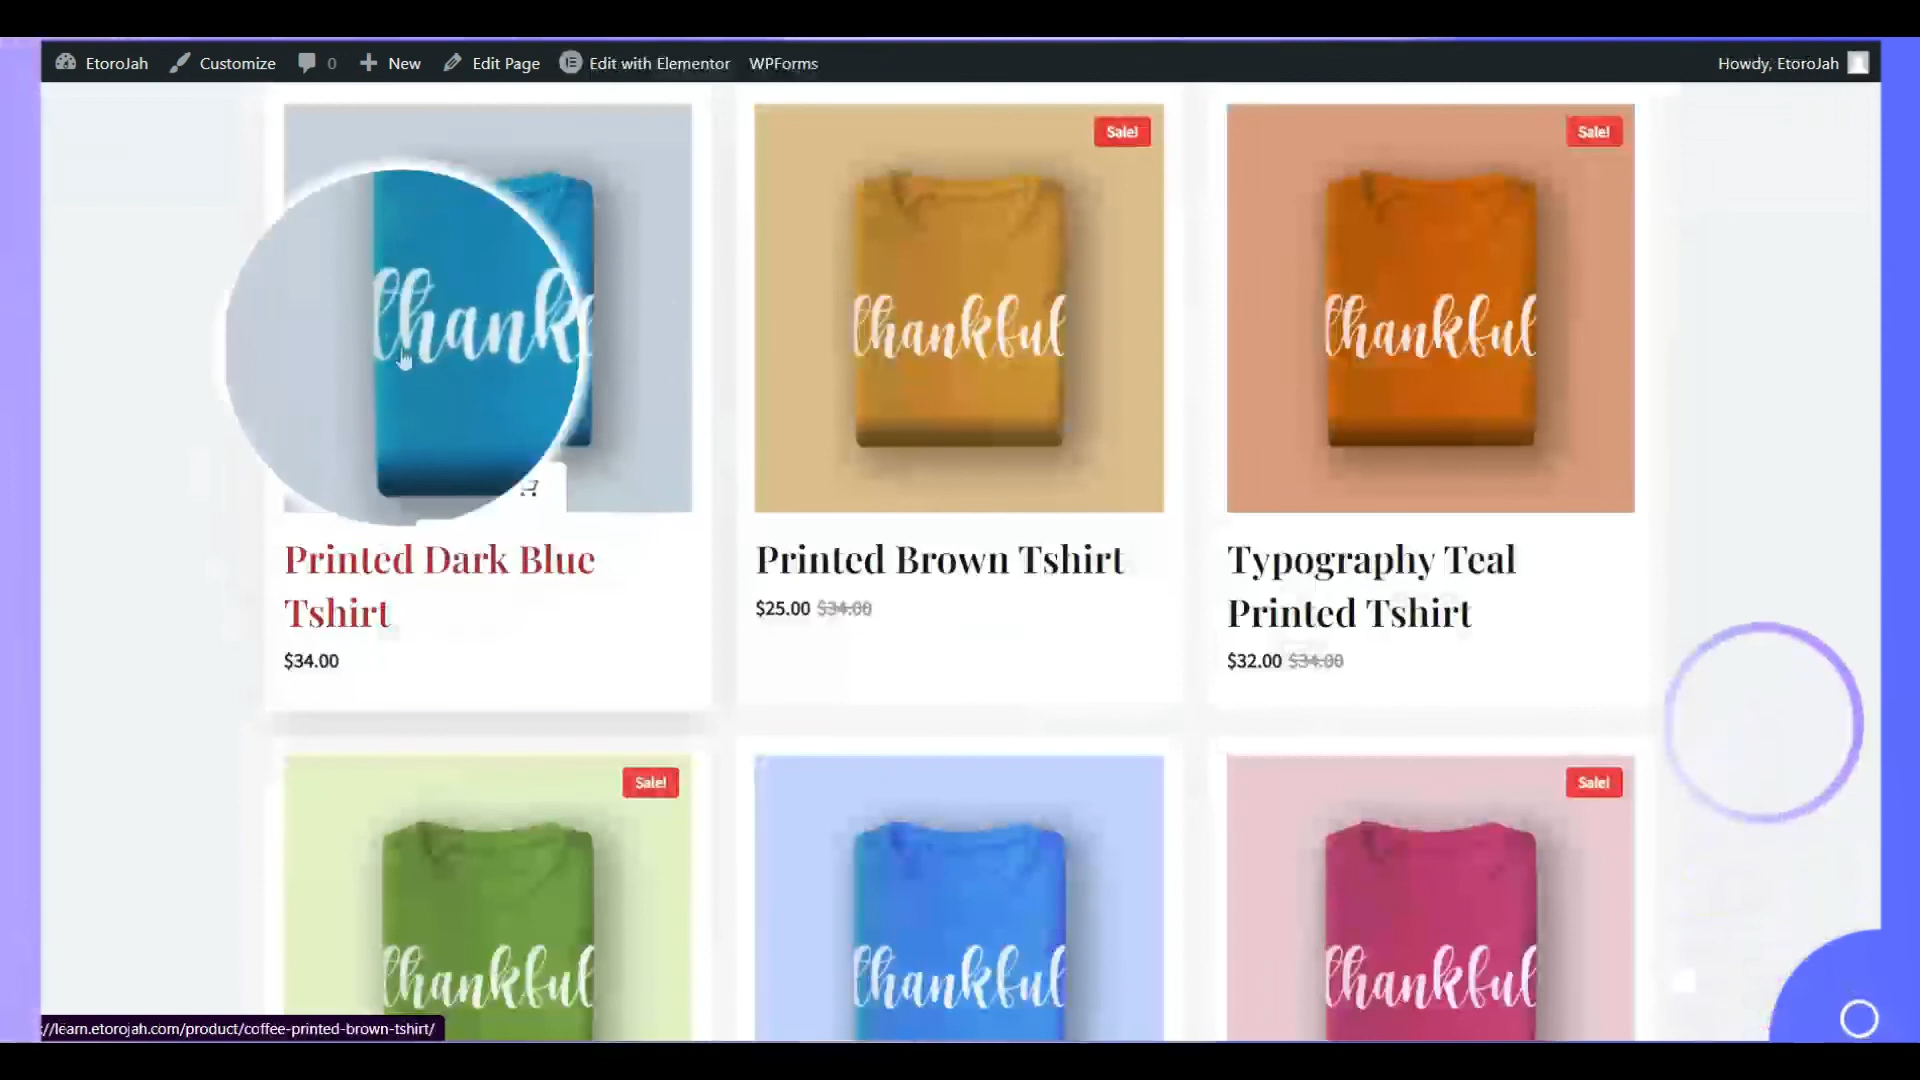 EtoroJah Customize 0 New Edit Page Edit with Elementor WPForms Howdy, EtoroJah
Sale! Sale!
thankf thankful thankful
Printed Dark Blue
Tshirt
$34.00
Printed Brown Tshirt
$25.00 $34.00
Typography Teal
Printed Tshirt
$32.00 $34.00
Sale! Sale!
thankful thankful thankful
://learn.etorojah.com/product/coffee-printed-brown-tshirt/